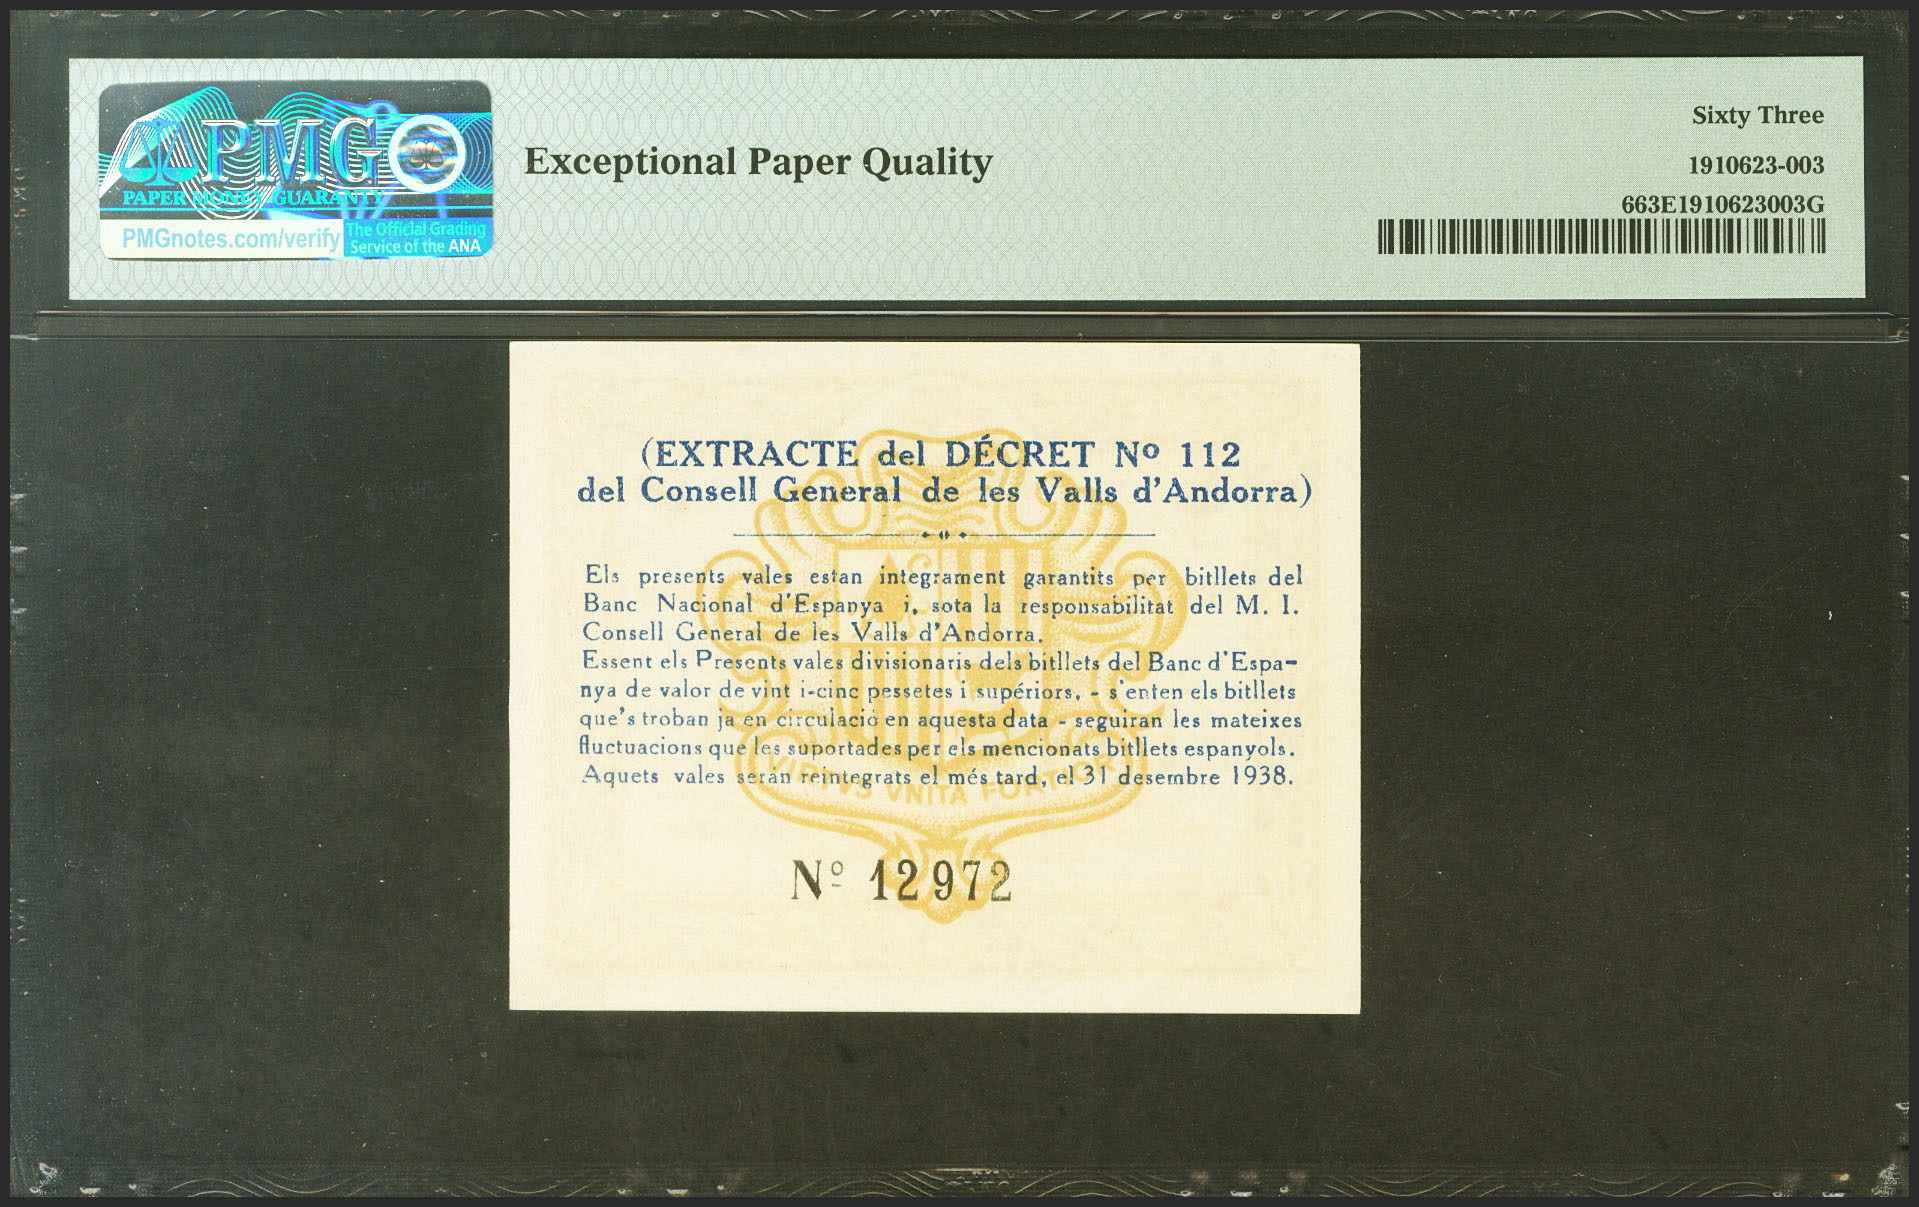 PMG
PAPER MONEY GUARANTY
PMGnotes.com/verify
The Official Grading
Service of the ANA
Exceptional Paper Quality
Sixty Three
1910623-003
663E1910623003G
(EXTRACTE del DÉCRET Nº 112
del Consell General de les Valls d'Andorra)
Els presents vales estan integrament garantits per bitllets del
Banc Nacional d'Espanya i, sota la responsabilitat del M. I.
Consell General de les Valls d'Andorra.
Essent els Presents vales divisionaris dels bitllets del Banc d'Espa-
nya de valor de vint i-cinc pessetes i supériors, - s'enten els bitllets
que's troban ja en circulació en aquesta data - seguiran les mateixes
fluctuacions que les suportades per els mencionats bitllets espanyols.
Aquets vales serán reintegrats el més tard, el 31 desembre 1938.
VIRTVS VNITA FORTIOR
Nº 12972